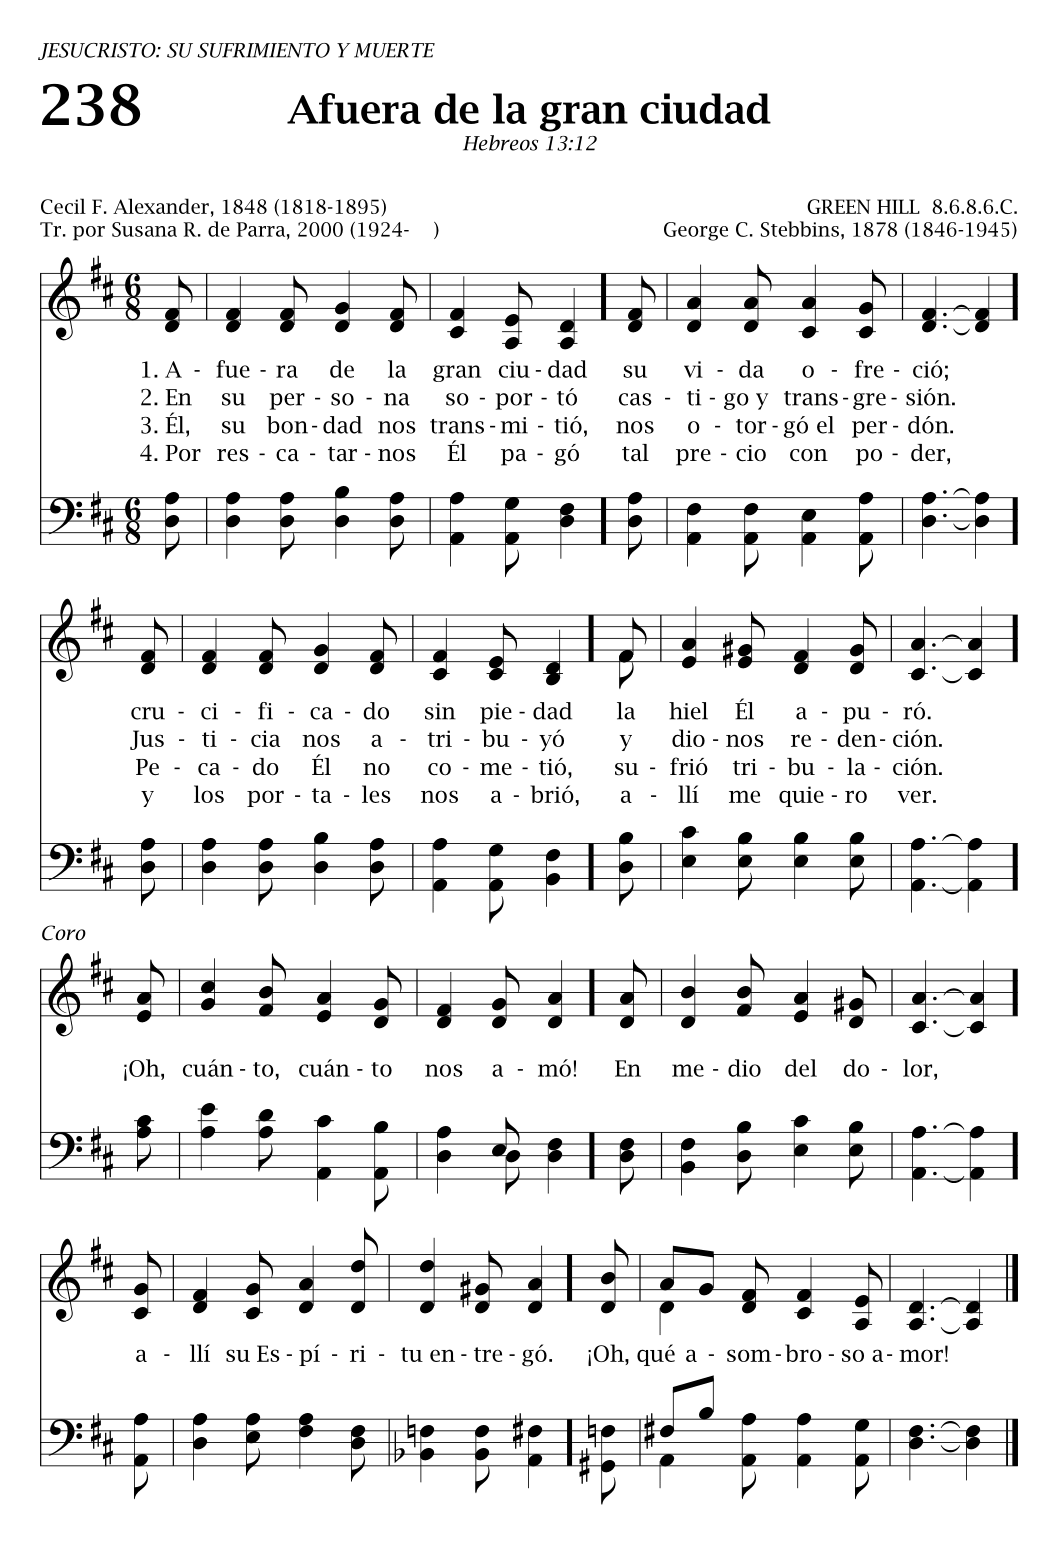 JESUCRISTO: SU SUFRIMIENTO Y MUERTE
238 Afuera de la gran ciudad
Hebreos 13:12
Cecil F. Alexander, 1848 (1818-1895) GREEN HILL 8.6.8.6.C.
Tr. por Susana R. de Parra, 2000 (1924- ) George C. Stebbins, 1878 (1846-1945)
1. A - fue - ra de la gran ciu - dad su vi - da o - fre - ció;
2. En su per - so - na so - por - tó cas - ti - go y trans - gre - sión.
3. Él, su bon - dad nos trans - mi - tió, nos o - tor - gó el per - dón.
4. Por res - ca - tar - nos Él pa - gó tal pre - cio con po - der,
cru - ci - fi - ca - do sin pie - dad la hiel Él a - pu - ró.
Jus - ti - cia nos a - tri - bu - yó y dio - nos re - den - ción.
Pe - ca - do Él no co - me - tió, su - frió tri - bu - la - ción.
y los por - ta - les nos a - brió, a - llí me quie - ro ver.
Coro
¡Oh, cuán - to, cuán - to nos a - mó! En me - dio del do - lor,
a - llí su Es - pí - ri - tu en - tre - gó. ¡Oh, qué a - som - bro - so a - mor!